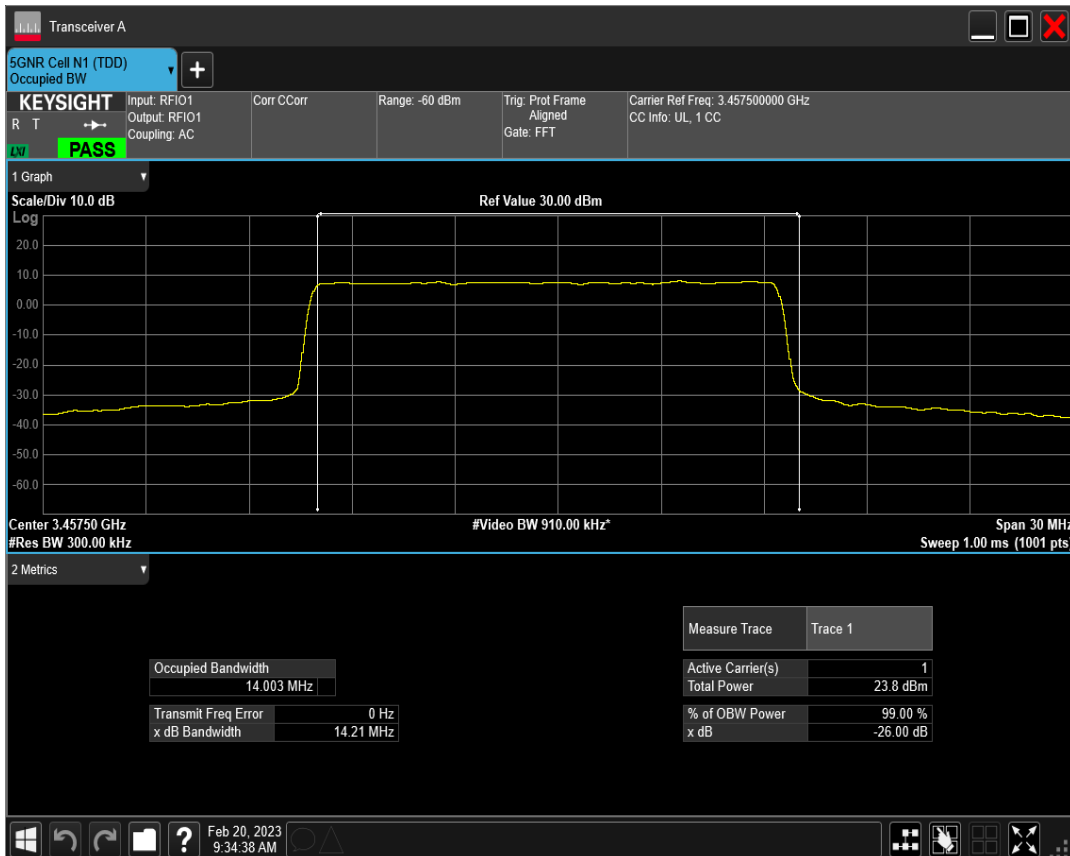 Transceiver A
5GNR Cell N1 (TDD)
Occupied BW
KEYSIGHT
R T
LXI
PASS
Input: RFIO1
Output: RFIO1
Coupling: AC
Corr CCorr
Range: -60 dBm
Trig: Prot Frame
Aligned
Gate: FFT
Carrier Ref Freq: 3.457500000 GHz
CC Info: UL, 1 CC
1 Graph
Scale/Div 10.0 dB
Ref Value 30.00 dBm
Log
20.0
10.0
0.00
-10.0
-20.0
-30.0
-40.0
-50.0
-60.0
Center 3.45750 GHz
#Video BW 910.00 kHz*
Span 30 MHz
#Res BW 300.00 kHz
Sweep 1.00 ms (1001 pts)
2 Metrics
Measure Trace Trace 1
Occupied Bandwidth
14.003 MHz
Transmit Freq Error 0 Hz
x dB Bandwidth 14.21 MHz
Active Carrier(s) 1
Total Power 23.8 dBm
% of OBW Power 99.00 %
x dB -26.00 dB
?
Feb 20, 2023
9:34:38 AM